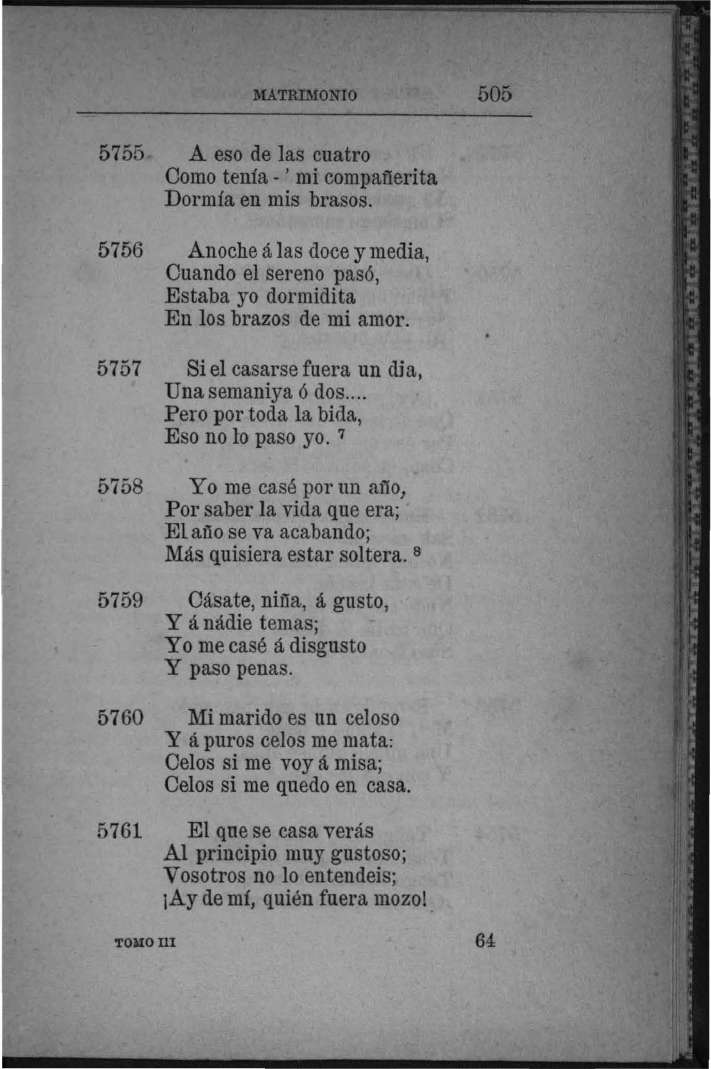 MATRIMONIO 505
5755 A eso de las cuatro
Como tenía - ' mi compañerita
Dormía en mis brasos.
5756 Anoche á las doce y media,
Cuando el sereno pasó,
Estaba yo dormidita
En los brazos de mi amor.
5757 Si el casarse fuera un dia,
Una semaniya ó dos....
Pero por toda la bida,
Eso no lo paso yo. 7
5758 Yo me casé por un año,
Por saber la vida que era;
El año se va acabando;
Más quisiera estar soltera. 8
5759 Cásate, niña, á gusto,
Y á nádie temas;
Yo me casé á disgusto
Y paso penas.
5760 Mi marido es un celoso
Y á puros celos me mata:
Celos si me voy á misa;
Celos si me quedo en casa.
5761 El que se casa verás
Al principio muy gustoso;
Vosotros no lo entendeis;
¡Ay de mí, quién fuera mozo!
TOMO III 64